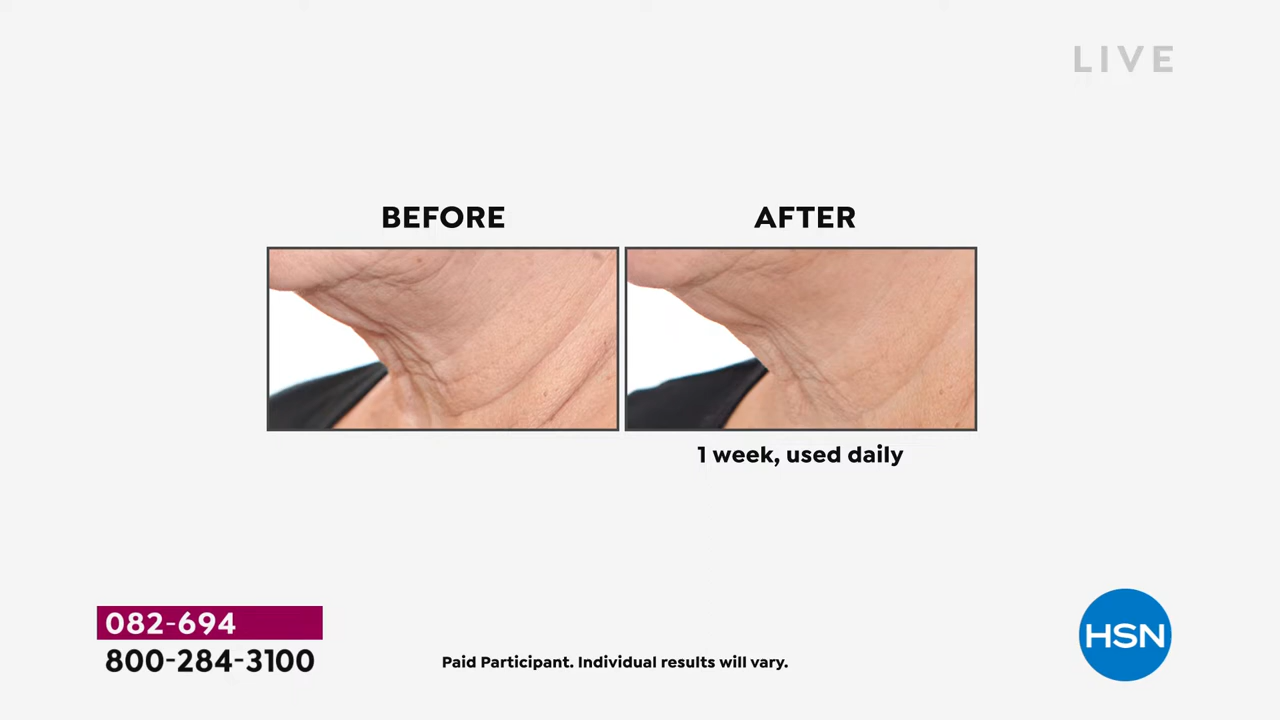 LIVE
BEFORE
AFTER
1 week, used daily
082-694
800-284-3100
Paid Participant. Individual results will vary.
HSN